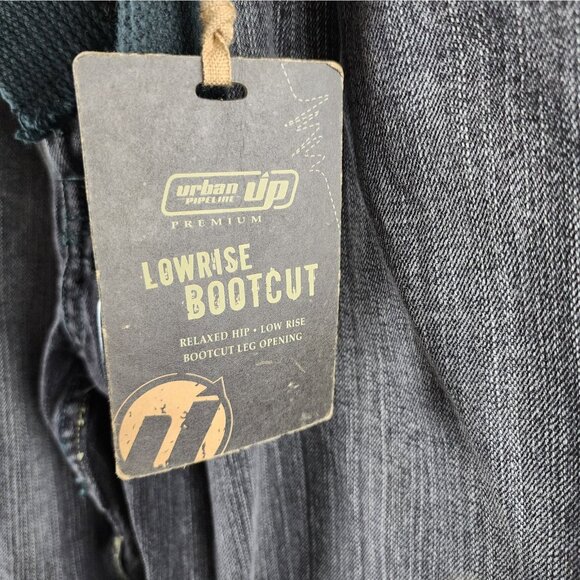 urban UP
PIPELINE
PREMIUM
LOWRISE
BOOTCUT
RELAXED HIP • LOW RISE
BOOTCUT LEG OPENING